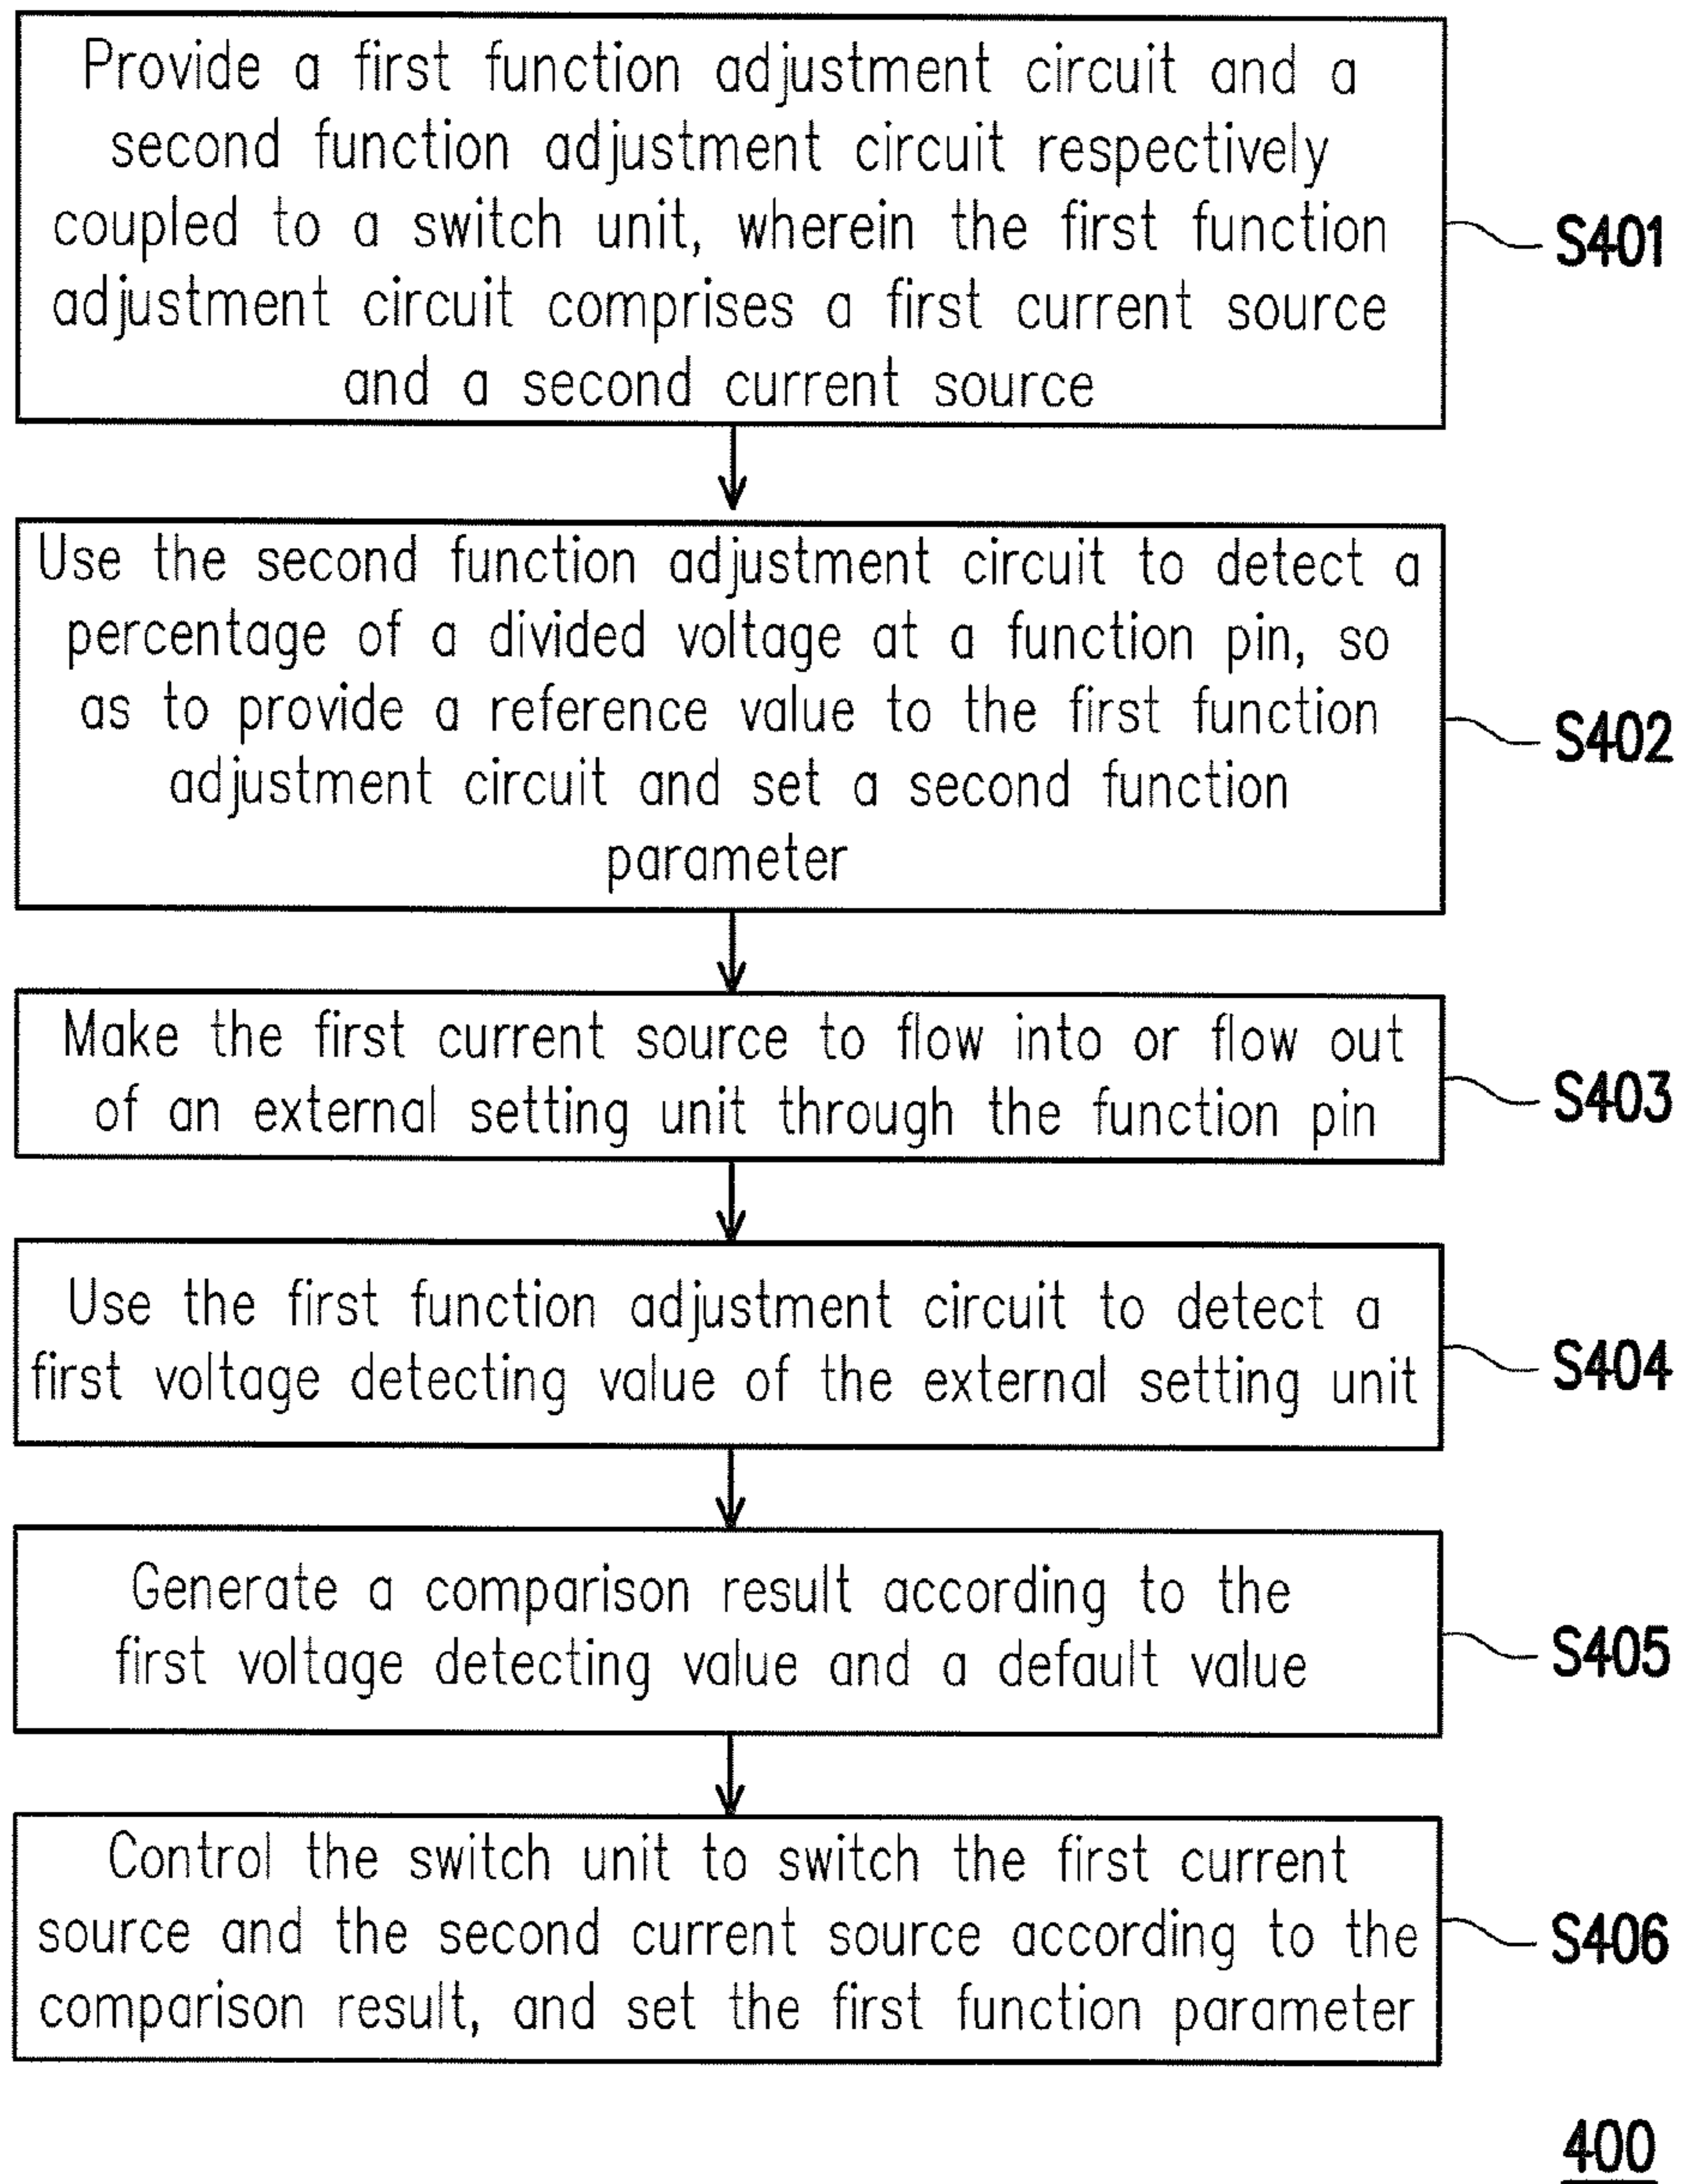 Provide a first function adjustment circuit and a
second function adjustment circuit respectively
coupled to a switch unit, wherein the first function
adjustment circuit comprises a first current source
and a second current source
S401
Use the second function adjustment circuit to detect a
percentage of a divided voltage at a function pin, so
as to provide a reference value to the first function
adjustment circuit and set a second function
parameter
S402
Make the first current source to flow into or flow out
of an external setting unit through the function pin
S403
Use the first function adjustment circuit to detect a
first voltage detecting value of the external setting unit
S404
Generate a comparison result according to the
first voltage detecting value and a default value
S405
Control the switch unit to switch the first current
source and the second current source according to the
comparison result, and set the first function parameter
S406
400